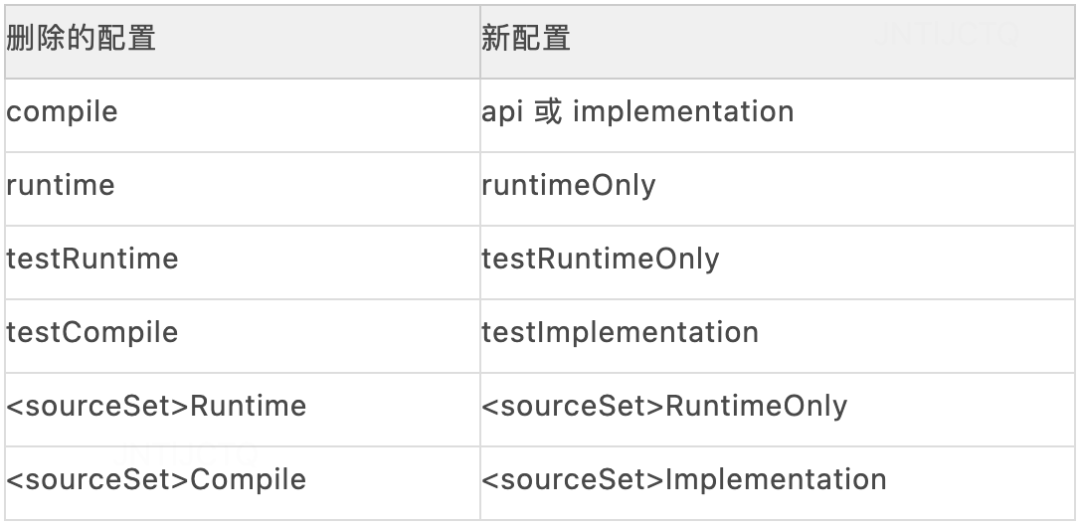 删除的配置 新配置
compile api 或 implementation
runtime runtimeOnly
testRuntime testRuntimeOnly
testCompile testImplementation
<sourceSet>Runtime <sourceSet>RuntimeOnly
<sourceSet>Compile <sourceSet>Implementation